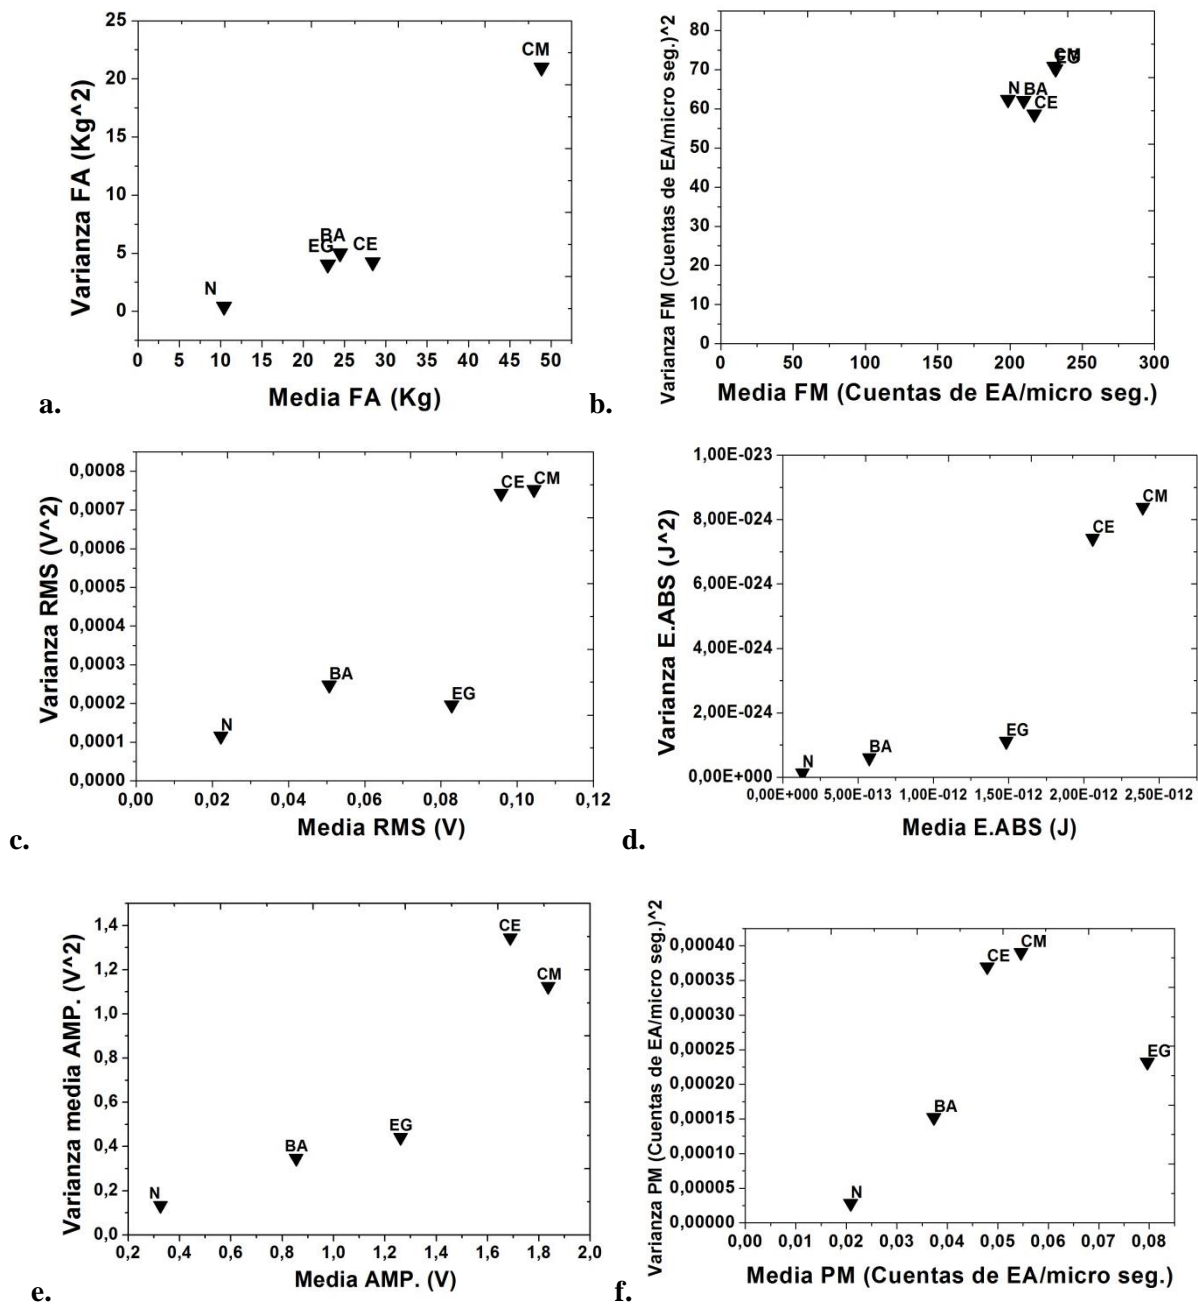 25
20
15
10
5
0
Varianza FA (Kg^2)
CM
BA
EG
CE
N
0 5 10 15 20 25 30 35 40 45 50
Media FA (Kg)
a.
80
70
60
50
40
30
20
10
0
Varianza FM (Cuentas de EA/micro seg.)^2
CM
EG
N
BA
CE
0 50 100 150 200 250 300
Media FM (Cuentas de EA/micro seg.)
b.
0,0008
0,0007
0,0006
0,0005
0,0004
0,0003
0,0002
0,0001
0,0000
Varianza RMS (V^2)
CE
CM
BA
EG
N
0,00 0,02 0,04 0,06 0,08 0,10 0,12
Media RMS (V)
c.
1,00E-023
8,00E-024
6,00E-024
4,00E-024
2,00E-024
0,00E+000
Varianza E.ABS (J^2)
CM
CE
EG
BA
N
0,00E+000 5,00E-013 1,00E-012 1,50E-012 2,00E-012 2,50E-012
Media E.ABS (J)
d.
1,4
1,2
1,0
0,8
0,6
0,4
0,2
0,0
Varianza media AMP. (V^2)
CE
CM
EG
BA
N
0,2 0,4 0,6 0,8 1,0 1,2 1,4 1,6 1,8 2,0
Media AMP. (V)
e.
0,00040
0,00035
0,00030
0,00025
0,00020
0,00015
0,00010
0,00005
0,00000
Varianza PM (Cuentas de EA/micro seg.)^2
CE
CM
EG
BA
N
0,00 0,01 0,02 0,03 0,04 0,05 0,06 0,07 0,08
Media PM (Cuentas de EA/micro seg.)
f.